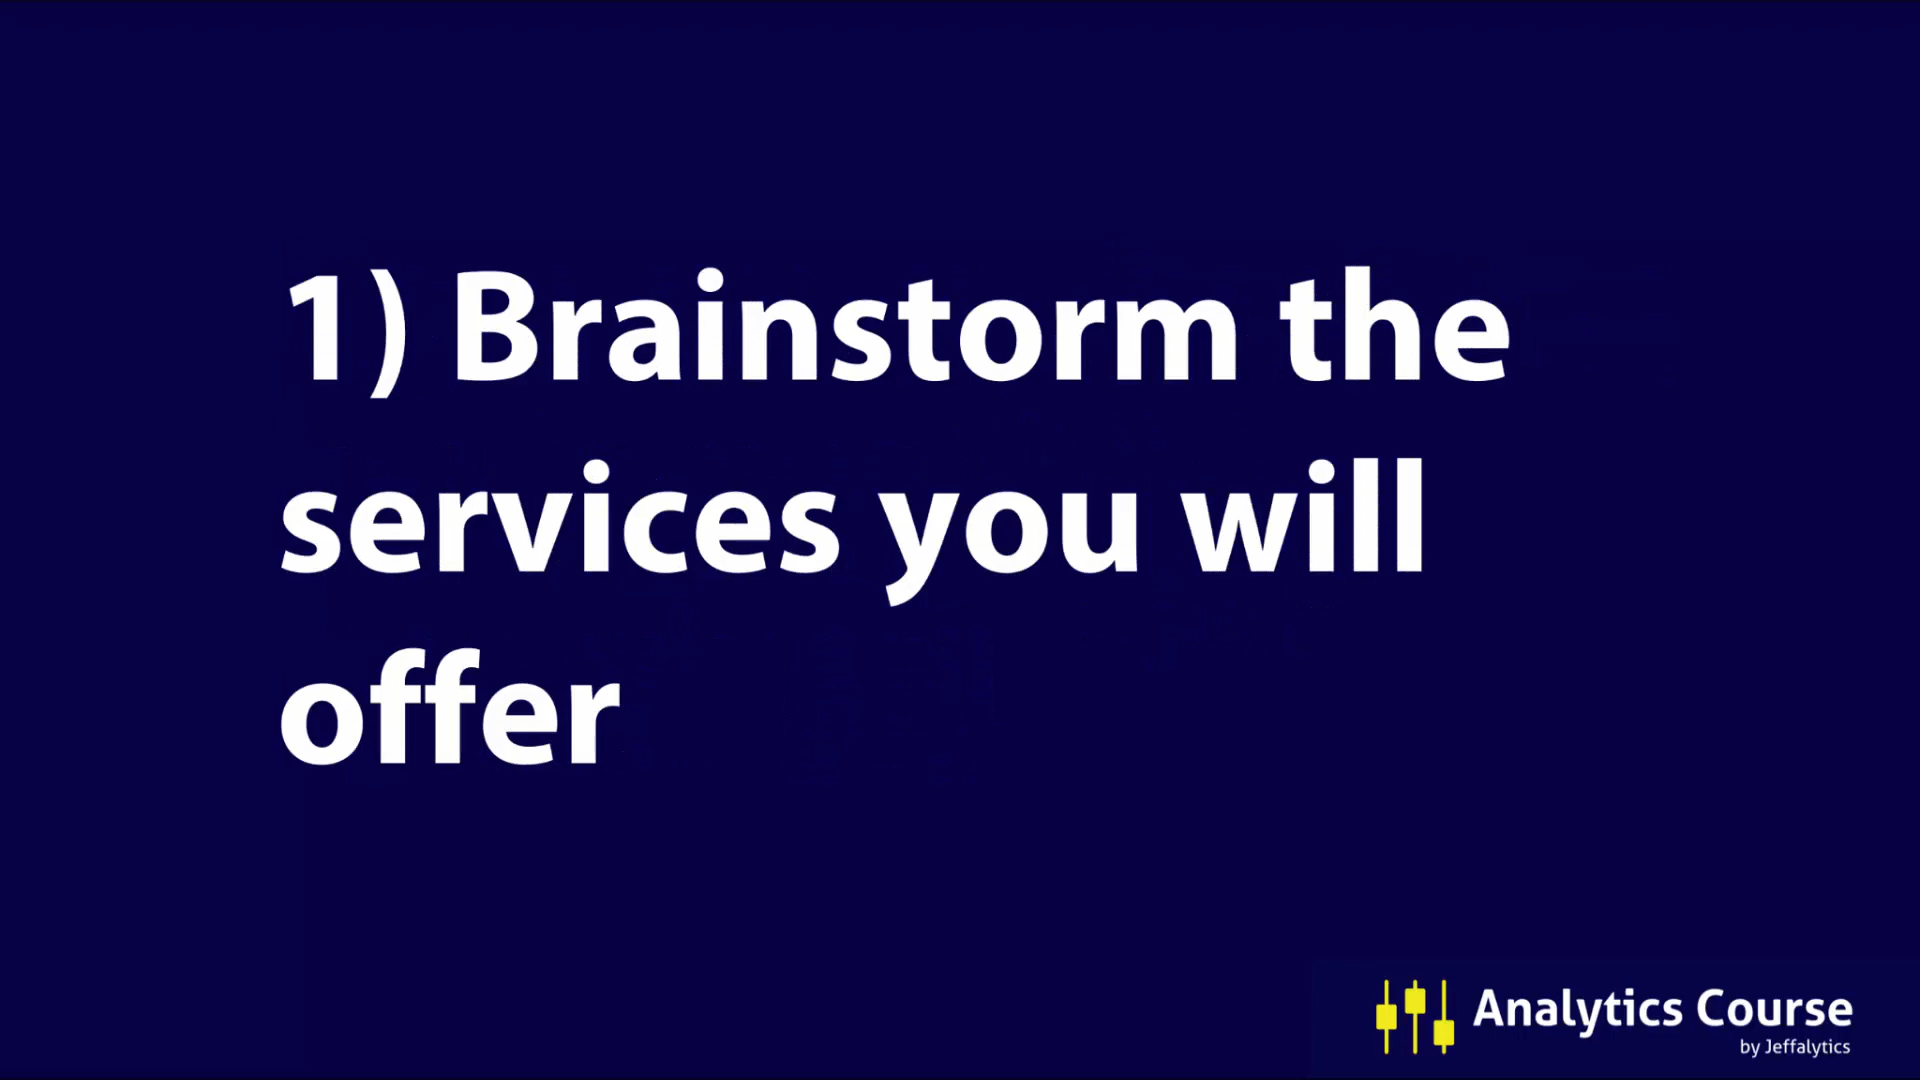 1) Brainstorm the
services you will
offer
Analytics Course
by Jeffalytics